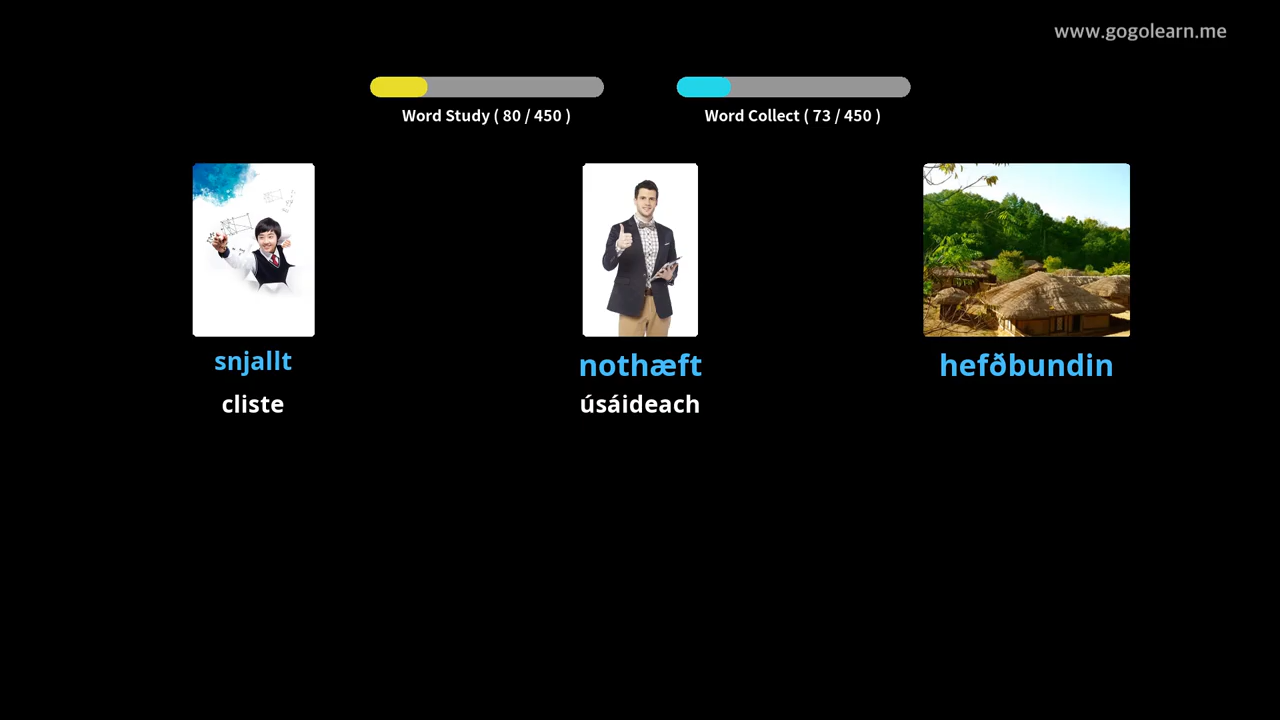 www.gogolearn.me
Word Study ( 80 / 450 )
Word Collect ( 73 / 450 )
snjallt
nothæft
hefðbundin
cliste
úsáideach